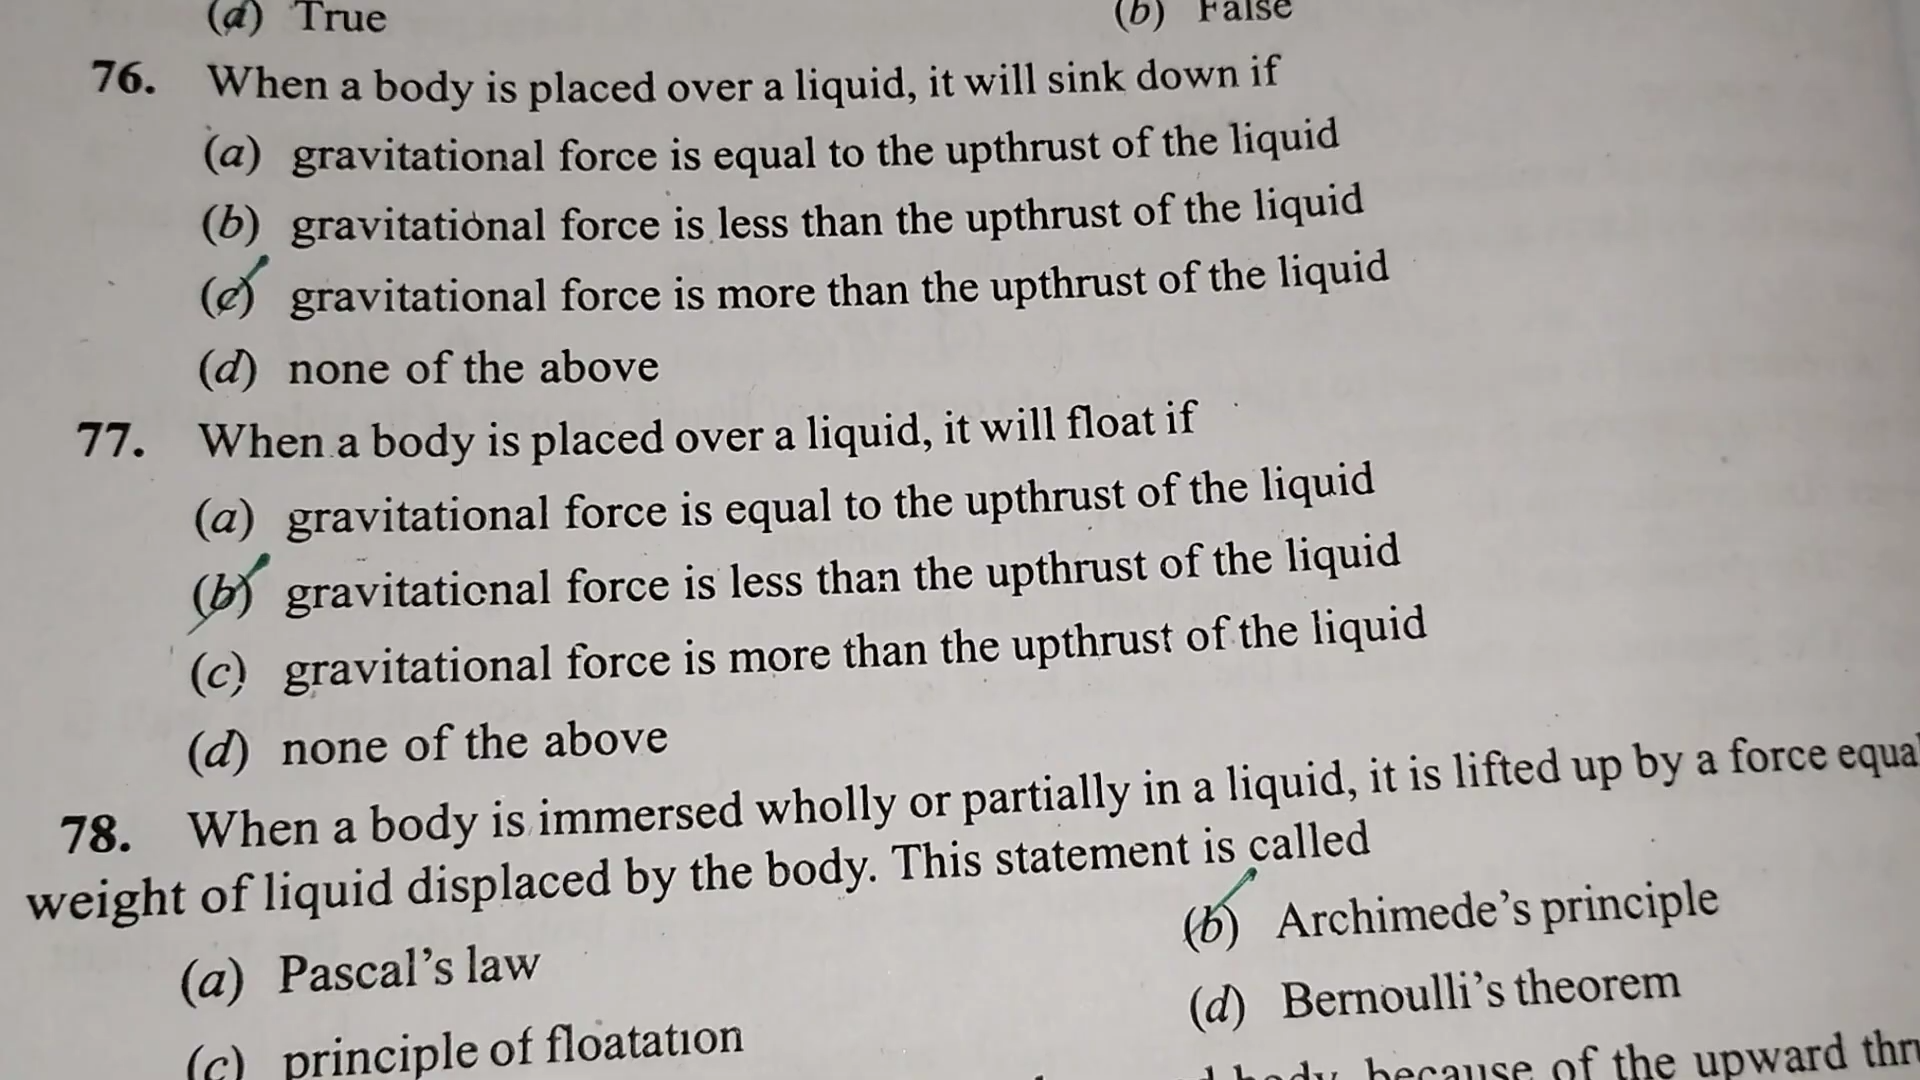 (a) True (b) False
76. When a body is placed over a liquid, it will sink down if
(a) gravitational force is equal to the upthrust of the liquid
(b) gravitational force is less than the upthrust of the liquid
(c) gravitational force is more than the upthrust of the liquid
(d) none of the above
77. When a body is placed over a liquid, it will float if
(a) gravitational force is equal to the upthrust of the liquid
(b) gravitational force is less than the upthrust of the liquid
(c) gravitational force is more than the upthrust of the liquid
(d) none of the above
78. When a body is immersed wholly or partially in a liquid, it is lifted up by a force equal
weight of liquid displaced by the body. This statement is called
(a) Pascal's law (b) Archimede's principle
(c) principle of floatation (d) Bernoulli's theorem
body, because of the upward